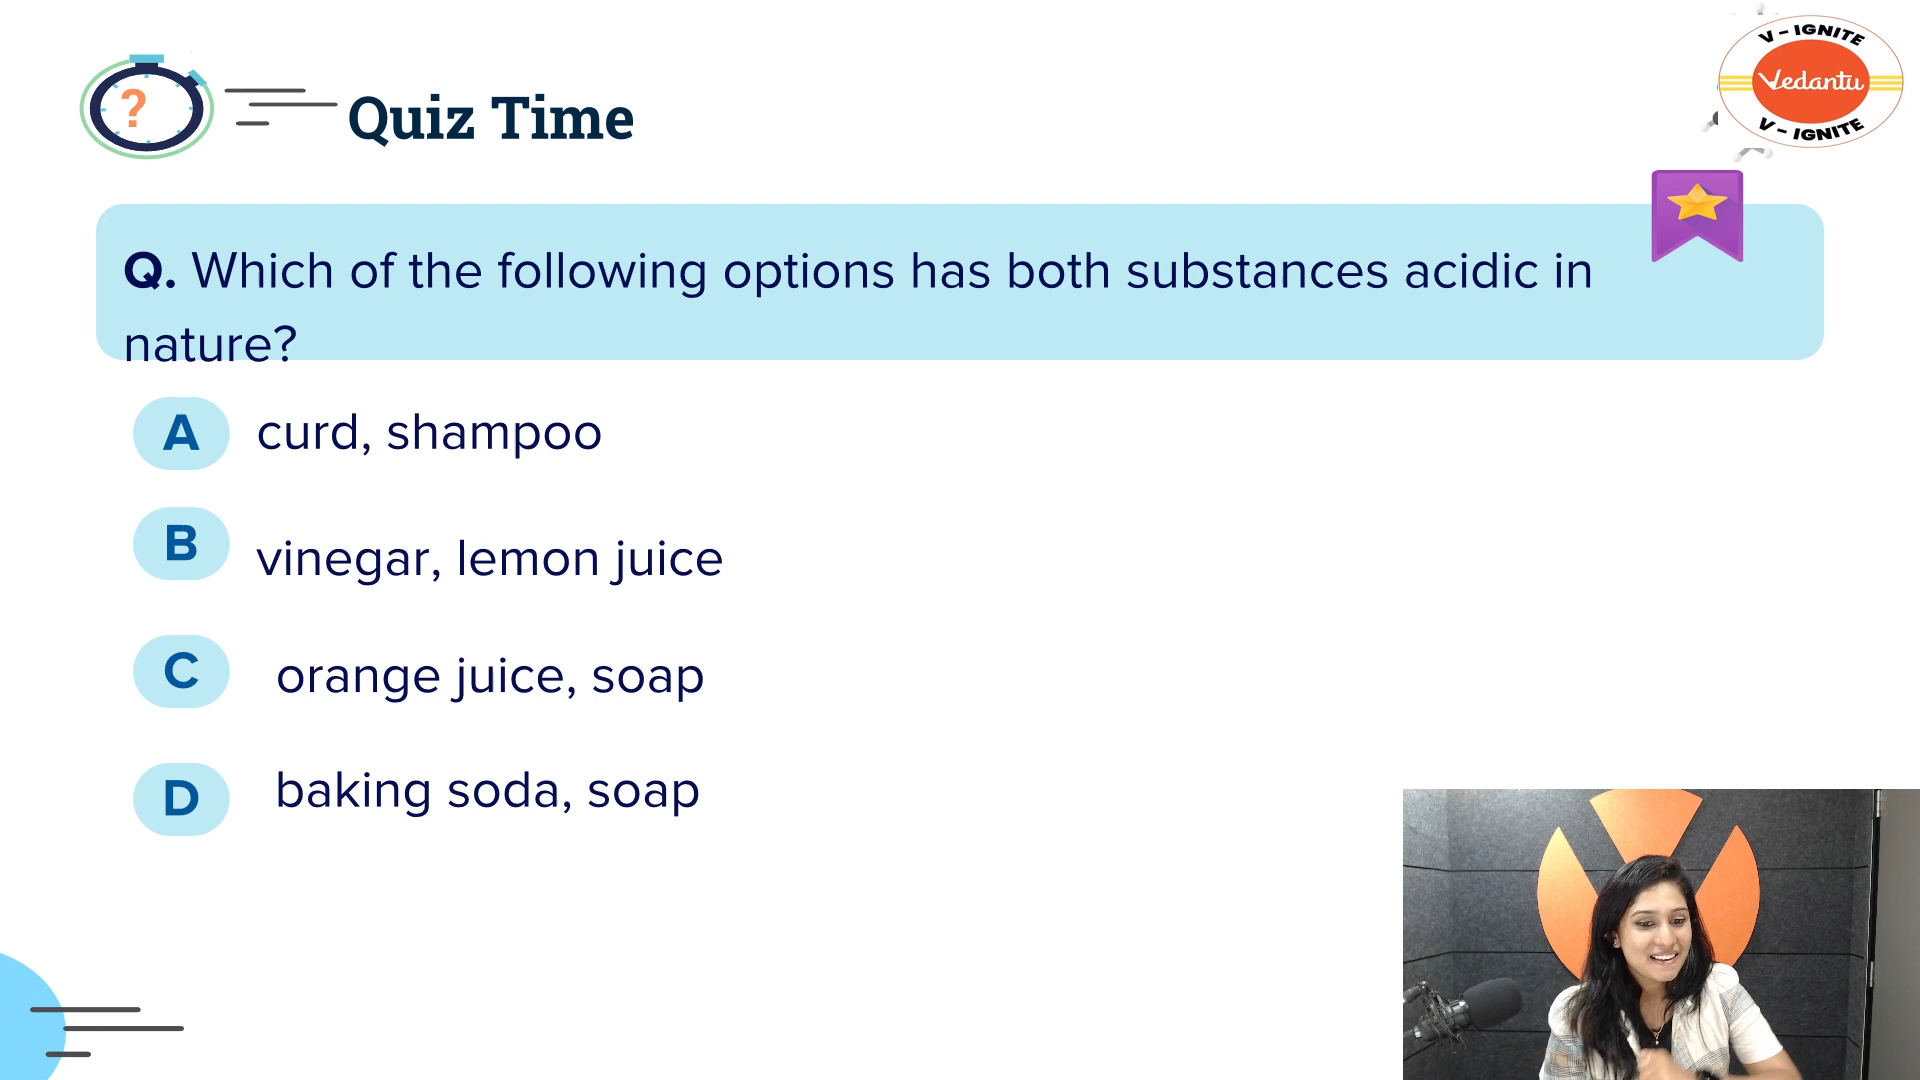 ?
Quiz Time
V - IGNITE
Vedantu
V - IGNITE
Q. Which of the following options has both substances acidic in
nature?
A curd, shampoo
B vinegar, lemon juice
C orange juice, soap
D baking soda, soap